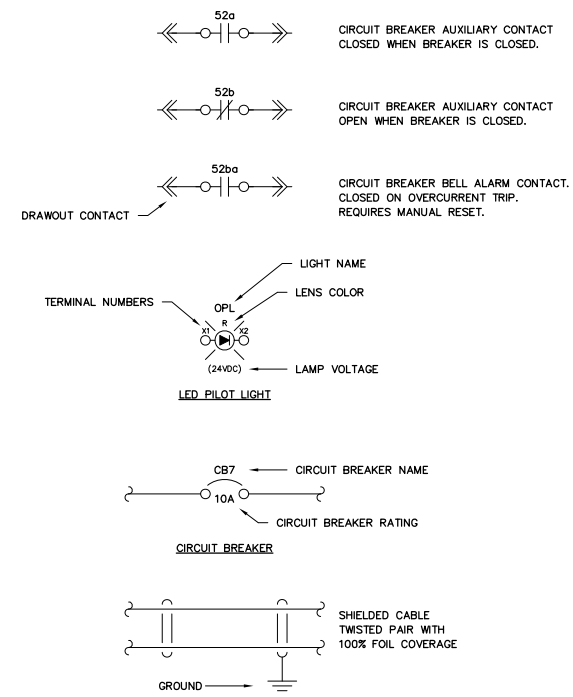 52a
CIRCUIT BREAKER AUXILIARY CONTACT
CLOSED WHEN BREAKER IS CLOSED.
52b
CIRCUIT BREAKER AUXILIARY CONTACT
OPEN WHEN BREAKER IS CLOSED.
52ba
CIRCUIT BREAKER BELL ALARM CONTACT.
CLOSED ON OVERCURRENT TRIP.
REQUIRES MANUAL RESET.
DRAWOUT CONTACT
LIGHT NAME
LENS COLOR
TERMINAL NUMBERS
OPL
R
X1 X2
(24VDC)
LAMP VOLTAGE
LED PILOT LIGHT
CB7
CIRCUIT BREAKER NAME
10A
CIRCUIT BREAKER RATING
CIRCUIT BREAKER
SHIELDED CABLE
TWISTED PAIR WITH
100% FOIL COVERAGE
GROUND